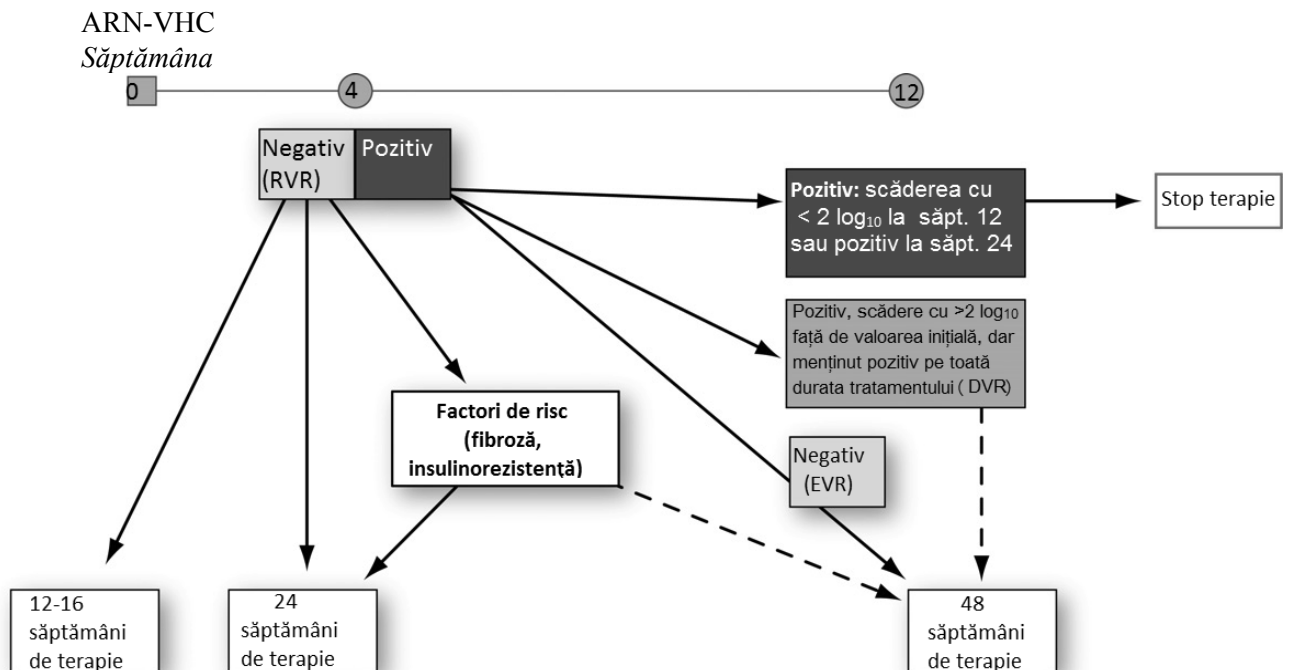 ARN-VHC
Săptămâna
0
4
12
Negativ
(RVR)
Pozitiv
Pozitiv: scăderea cu
< 2 log₁₀ la săpt. 12
sau pozitiv la săpt. 24
Stop terapie
Pozitiv, scădere cu >2 log₁₀
față de valoarea inițială, dar
menținut pozitiv pe toată
durata tratamentului ( DVR)
Factori de risc
(fibroză,
insulinorezistență)
Negativ
(EVR)
12-16
săptămâni
de terapie
24
săptămâni
de terapie
48
săptămâni
de terapie